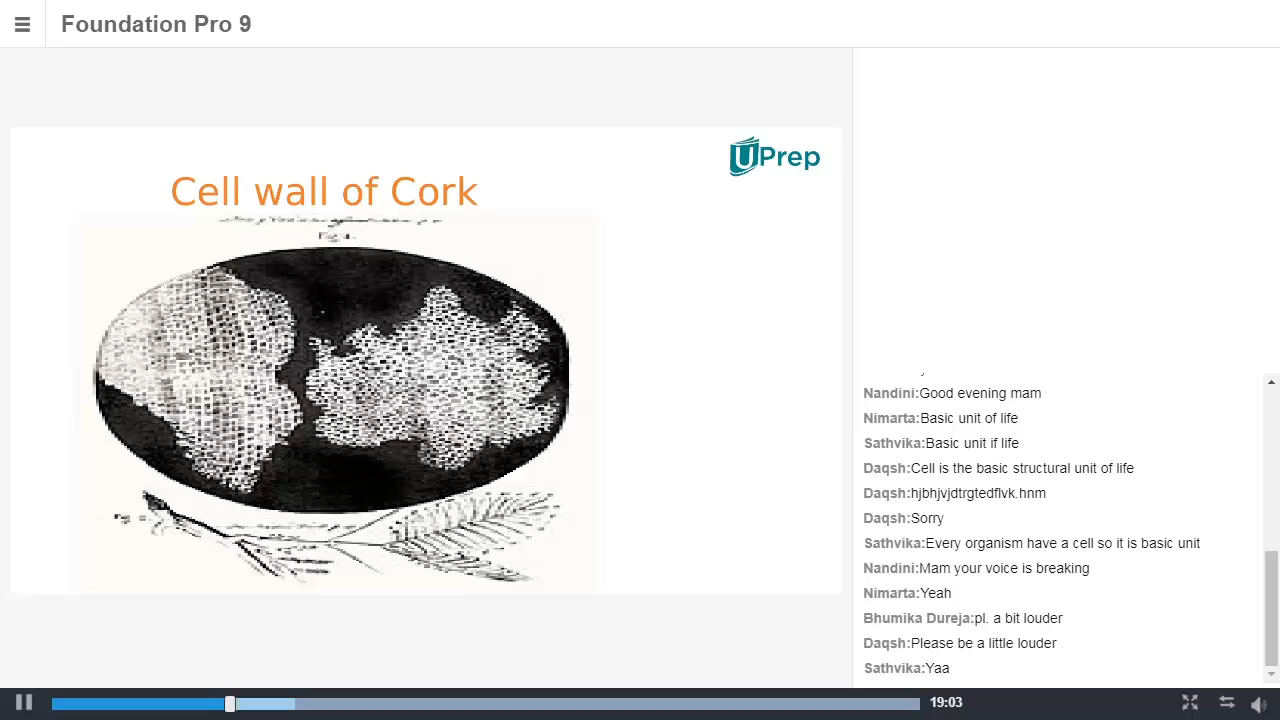 Foundation Pro 9
UPrep
Cell wall of Cork
Nandini:Good evening mam
Nimarta:Basic unit of life
Sathvika:Basic unit if life
Daqsh:Cell is the basic structural unit of life
Daqsh:hjbhjvjdtrgtedflvk.hnm
Daqsh:Sorry
Sathvika:Every organism have a cell so it is basic unit
Nandini:Mam your voice is breaking
Nimarta:Yeah
Bhumika Dureja:pl. a bit louder
Daqsh:Please be a little louder
Sathvika:Yaa
19:03